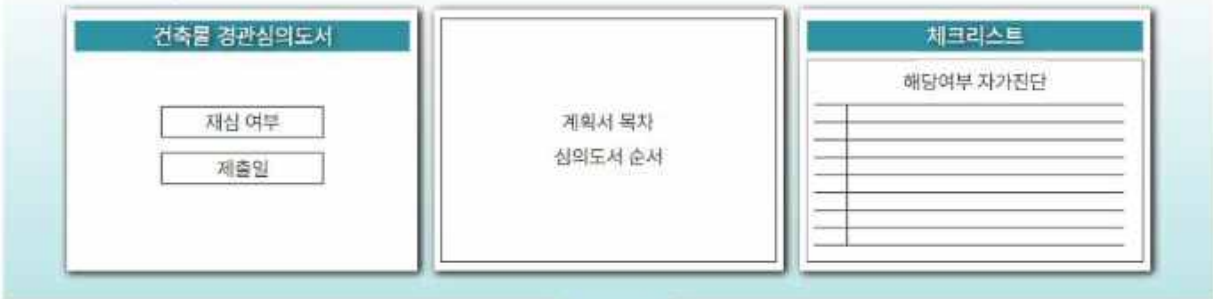 건축물 경관심의도서
재심 여부
제출일
계획서 목차
심의도서 순서
체크리스트
해당여부 자가진단